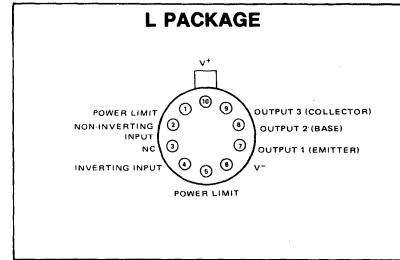 L PACKAGE
V+
POWER LIMIT
NON-INVERTING
INPUT
NC
INVERTING INPUT
POWER LIMIT
V−
OUTPUT 1 (EMITTER)
OUTPUT 2 (BASE)
OUTPUT 3 (COLLECTOR)
1
2
3
4
5
6
7
8
9
10